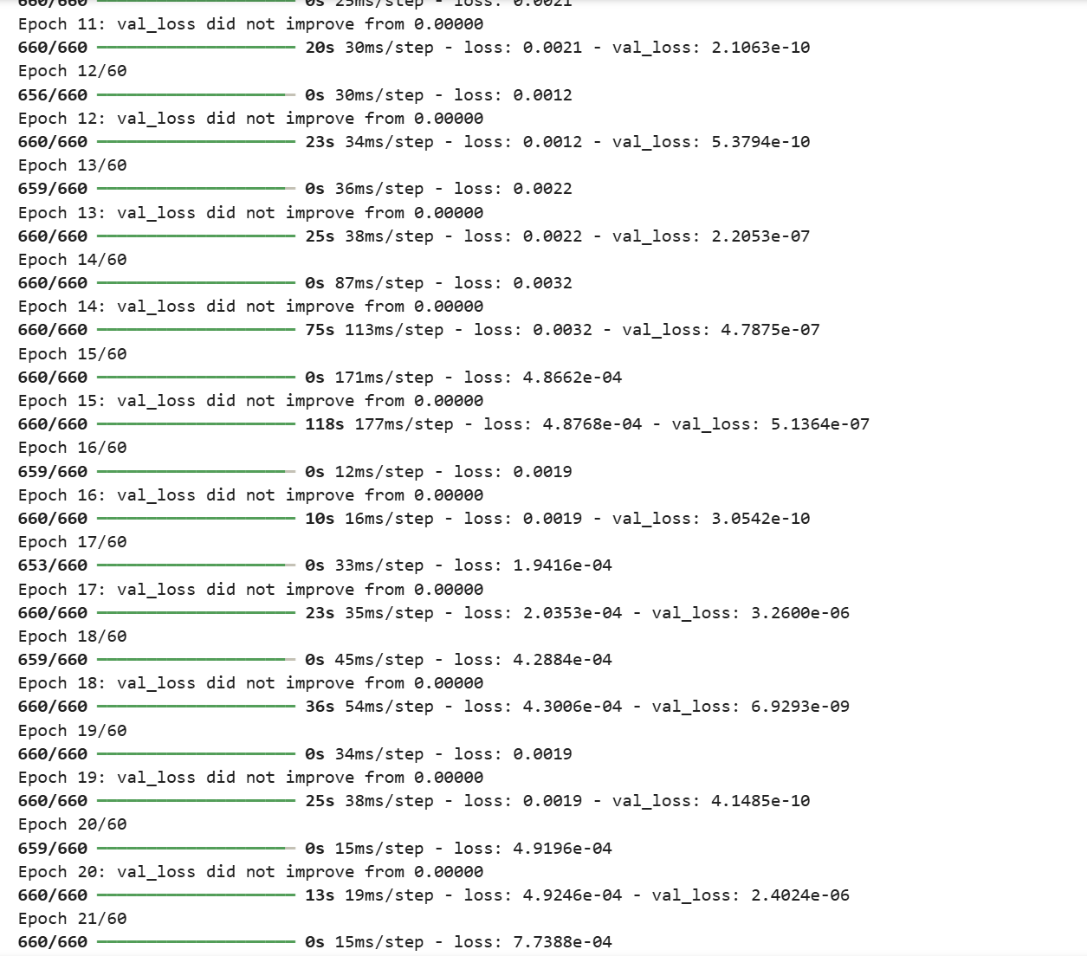 660/660 0s 25ms/step - loss: 0.0021
Epoch 11: val_loss did not improve from 0.00000
660/660 20s 30ms/step - loss: 0.0021 - val_loss: 2.1063e-10
Epoch 12/60
656/660 0s 30ms/step - loss: 0.0012
Epoch 12: val_loss did not improve from 0.00000
660/660 23s 34ms/step - loss: 0.0012 - val_loss: 5.3794e-10
Epoch 13/60
659/660 0s 36ms/step - loss: 0.0022
Epoch 13: val_loss did not improve from 0.00000
660/660 25s 38ms/step - loss: 0.0022 - val_loss: 2.2053e-07
Epoch 14/60
660/660 0s 87ms/step - loss: 0.0032
Epoch 14: val_loss did not improve from 0.00000
660/660 75s 113ms/step - loss: 0.0032 - val_loss: 4.7875e-07
Epoch 15/60
660/660 0s 171ms/step - loss: 4.8662e-04
Epoch 15: val_loss did not improve from 0.00000
660/660 118s 177ms/step - loss: 4.8768e-04 - val_loss: 5.1364e-07
Epoch 16/60
659/660 0s 12ms/step - loss: 0.0019
Epoch 16: val_loss did not improve from 0.00000
660/660 10s 16ms/step - loss: 0.0019 - val_loss: 3.0542e-10
Epoch 17/60
653/660 0s 33ms/step - loss: 1.9416e-04
Epoch 17: val_loss did not improve from 0.00000
660/660 23s 35ms/step - loss: 2.0353e-04 - val_loss: 3.2600e-06
Epoch 18/60
659/660 0s 45ms/step - loss: 4.2884e-04
Epoch 18: val_loss did not improve from 0.00000
660/660 36s 54ms/step - loss: 4.3006e-04 - val_loss: 6.9293e-09
Epoch 19/60
660/660 0s 34ms/step - loss: 0.0019
Epoch 19: val_loss did not improve from 0.00000
660/660 25s 38ms/step - loss: 0.0019 - val_loss: 4.1485e-10
Epoch 20/60
659/660 0s 15ms/step - loss: 4.9196e-04
Epoch 20: val_loss did not improve from 0.00000
660/660 13s 19ms/step - loss: 4.9246e-04 - val_loss: 2.4024e-06
Epoch 21/60
660/660 0s 15ms/step - loss: 7.7388e-04